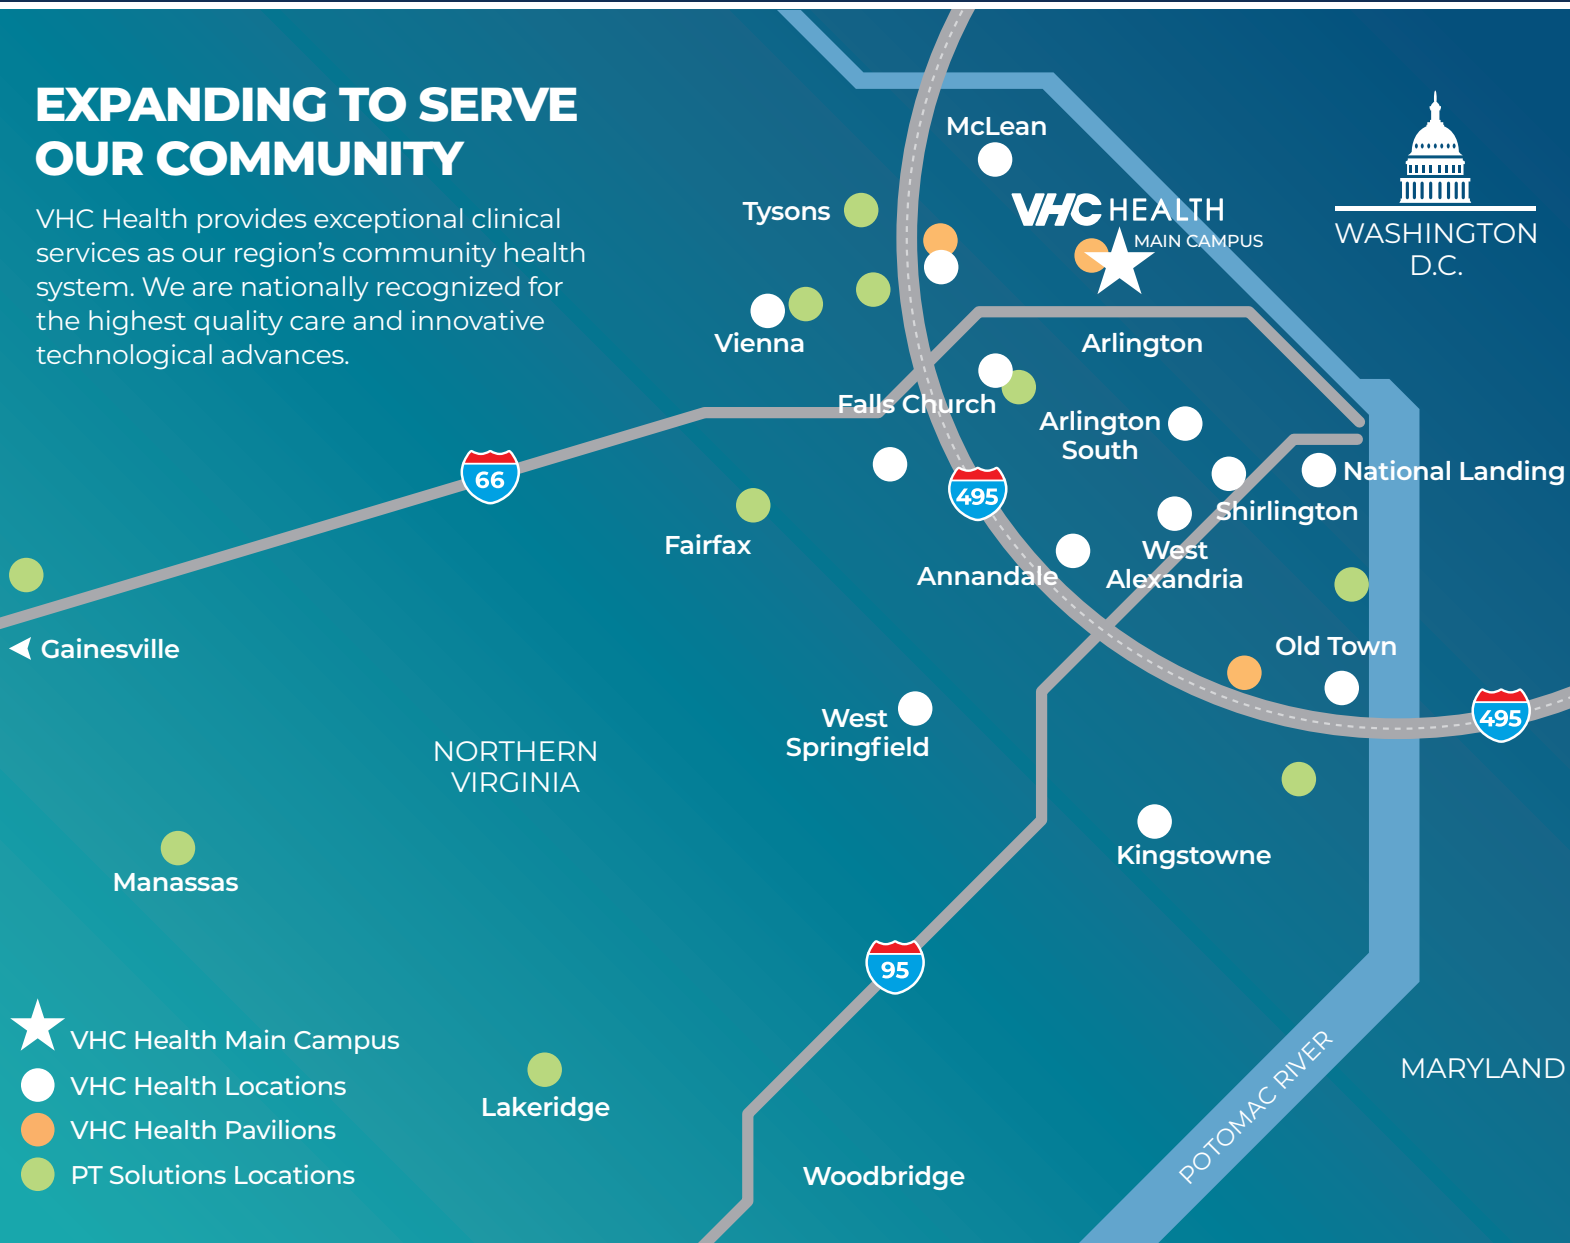 EXPANDING TO SERVE
OUR COMMUNITY
VHC Health provides exceptional clinical
services as our region’s community health
system. We are nationally recognized for
the highest quality care and innovative
technological advances.
McLean
Tysons
VHC HEALTH
MAIN CAMPUS
WASHINGTON
D.C.
Vienna
Arlington
Falls Church
Arlington
South
66
495
National Landing
Shirlington
Fairfax
West
Alexandria
Annandale
Gainesville
Old Town
West
Springfield
495
NORTHERN
VIRGINIA
Kingstowne
Manassas
95
VHC Health Main Campus
VHC Health Locations
VHC Health Pavilions
PT Solutions Locations
Lakeridge
Woodbridge
POTOMAC RIVER
MARYLAND